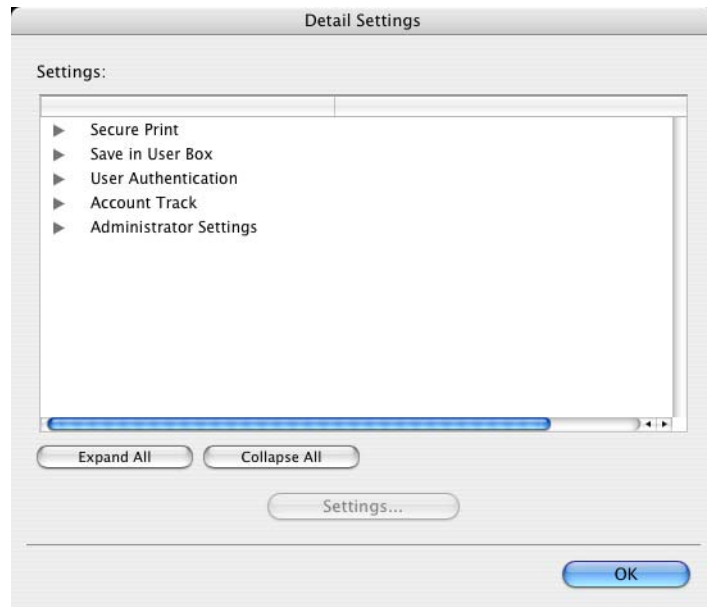 Detail Settings
Settings:
Secure Print
Save in User Box
User Authentication
Account Track
Administrator Settings
Expand All
Collapse All
Settings...
OK